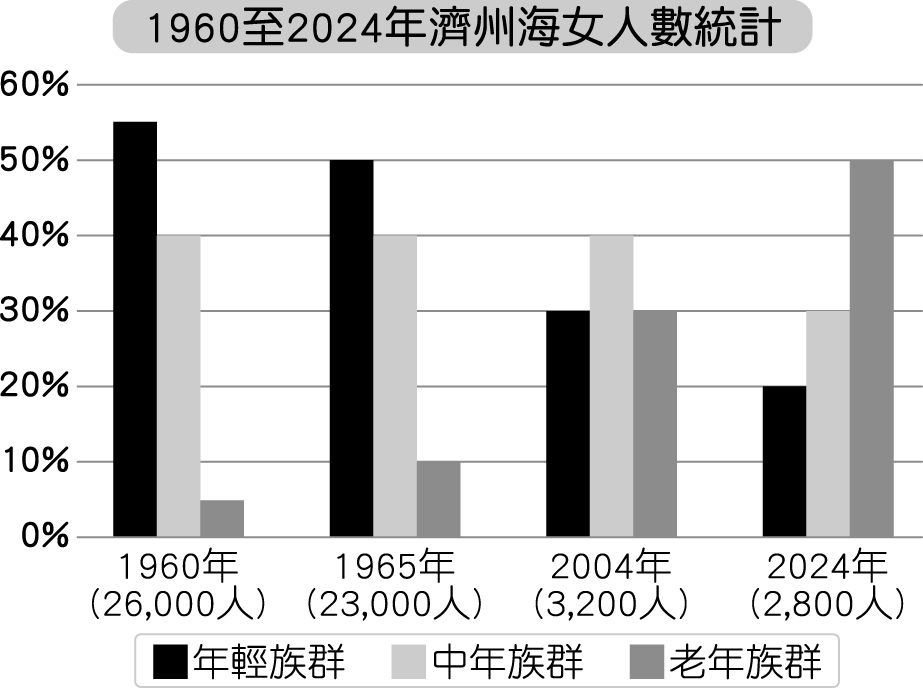 1960至2024年濟州海女人數統計
60%
50%
40%
30%
20%
10%
0%
1960年 1965年 2004年 2024年
(26,000人) (23,000人) (3,200人) (2,800人)
年輕族群 中年族群 老年族群